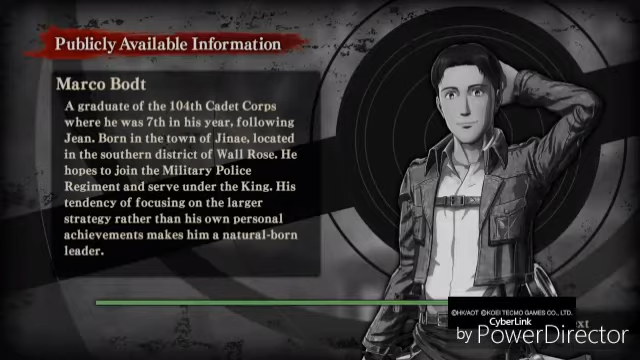 Publicly Available Information
Marco Bodt
A graduate of the 104th Cadet Corps
where he was 7th in his year, following
Jean. Born in the town of Jinae, located
in the southern district of Wall Rose. He
hopes to join the Military Police
Regiment and serve under the King. His
tendency of focusing on the larger
strategy rather than his own personal
achievements makes him a natural-born
leader.
©HK/AOT ©KOEI TECMO GAMES CO., LTD.
CyberLink
by PowerDirector